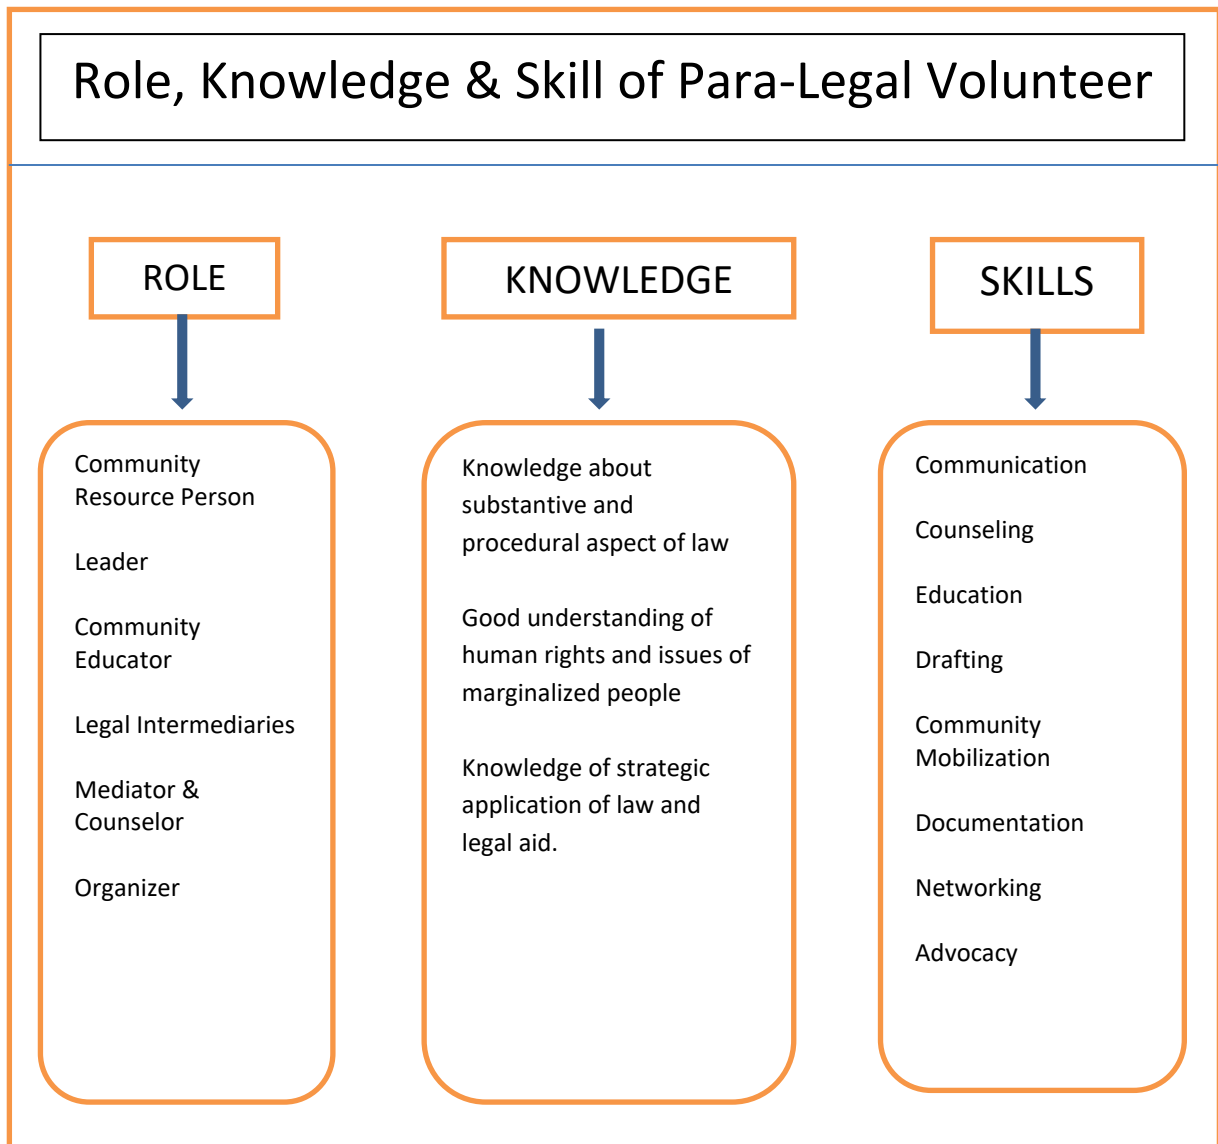 Role, Knowledge & Skill of Para-Legal Volunteer
ROLE
Community
Resource Person
Leader
Community
Educator
Legal Intermediaries
Mediator &
Counselor
Organizer
KNOWLEDGE
Knowledge about
substantive and
procedural aspect of law
Good understanding of
human rights and issues of
marginalized people
Knowledge of strategic
application of law and
legal aid.
SKILLS
Communication
Counseling
Education
Drafting
Community
Mobilization
Documentation
Networking
Advocacy